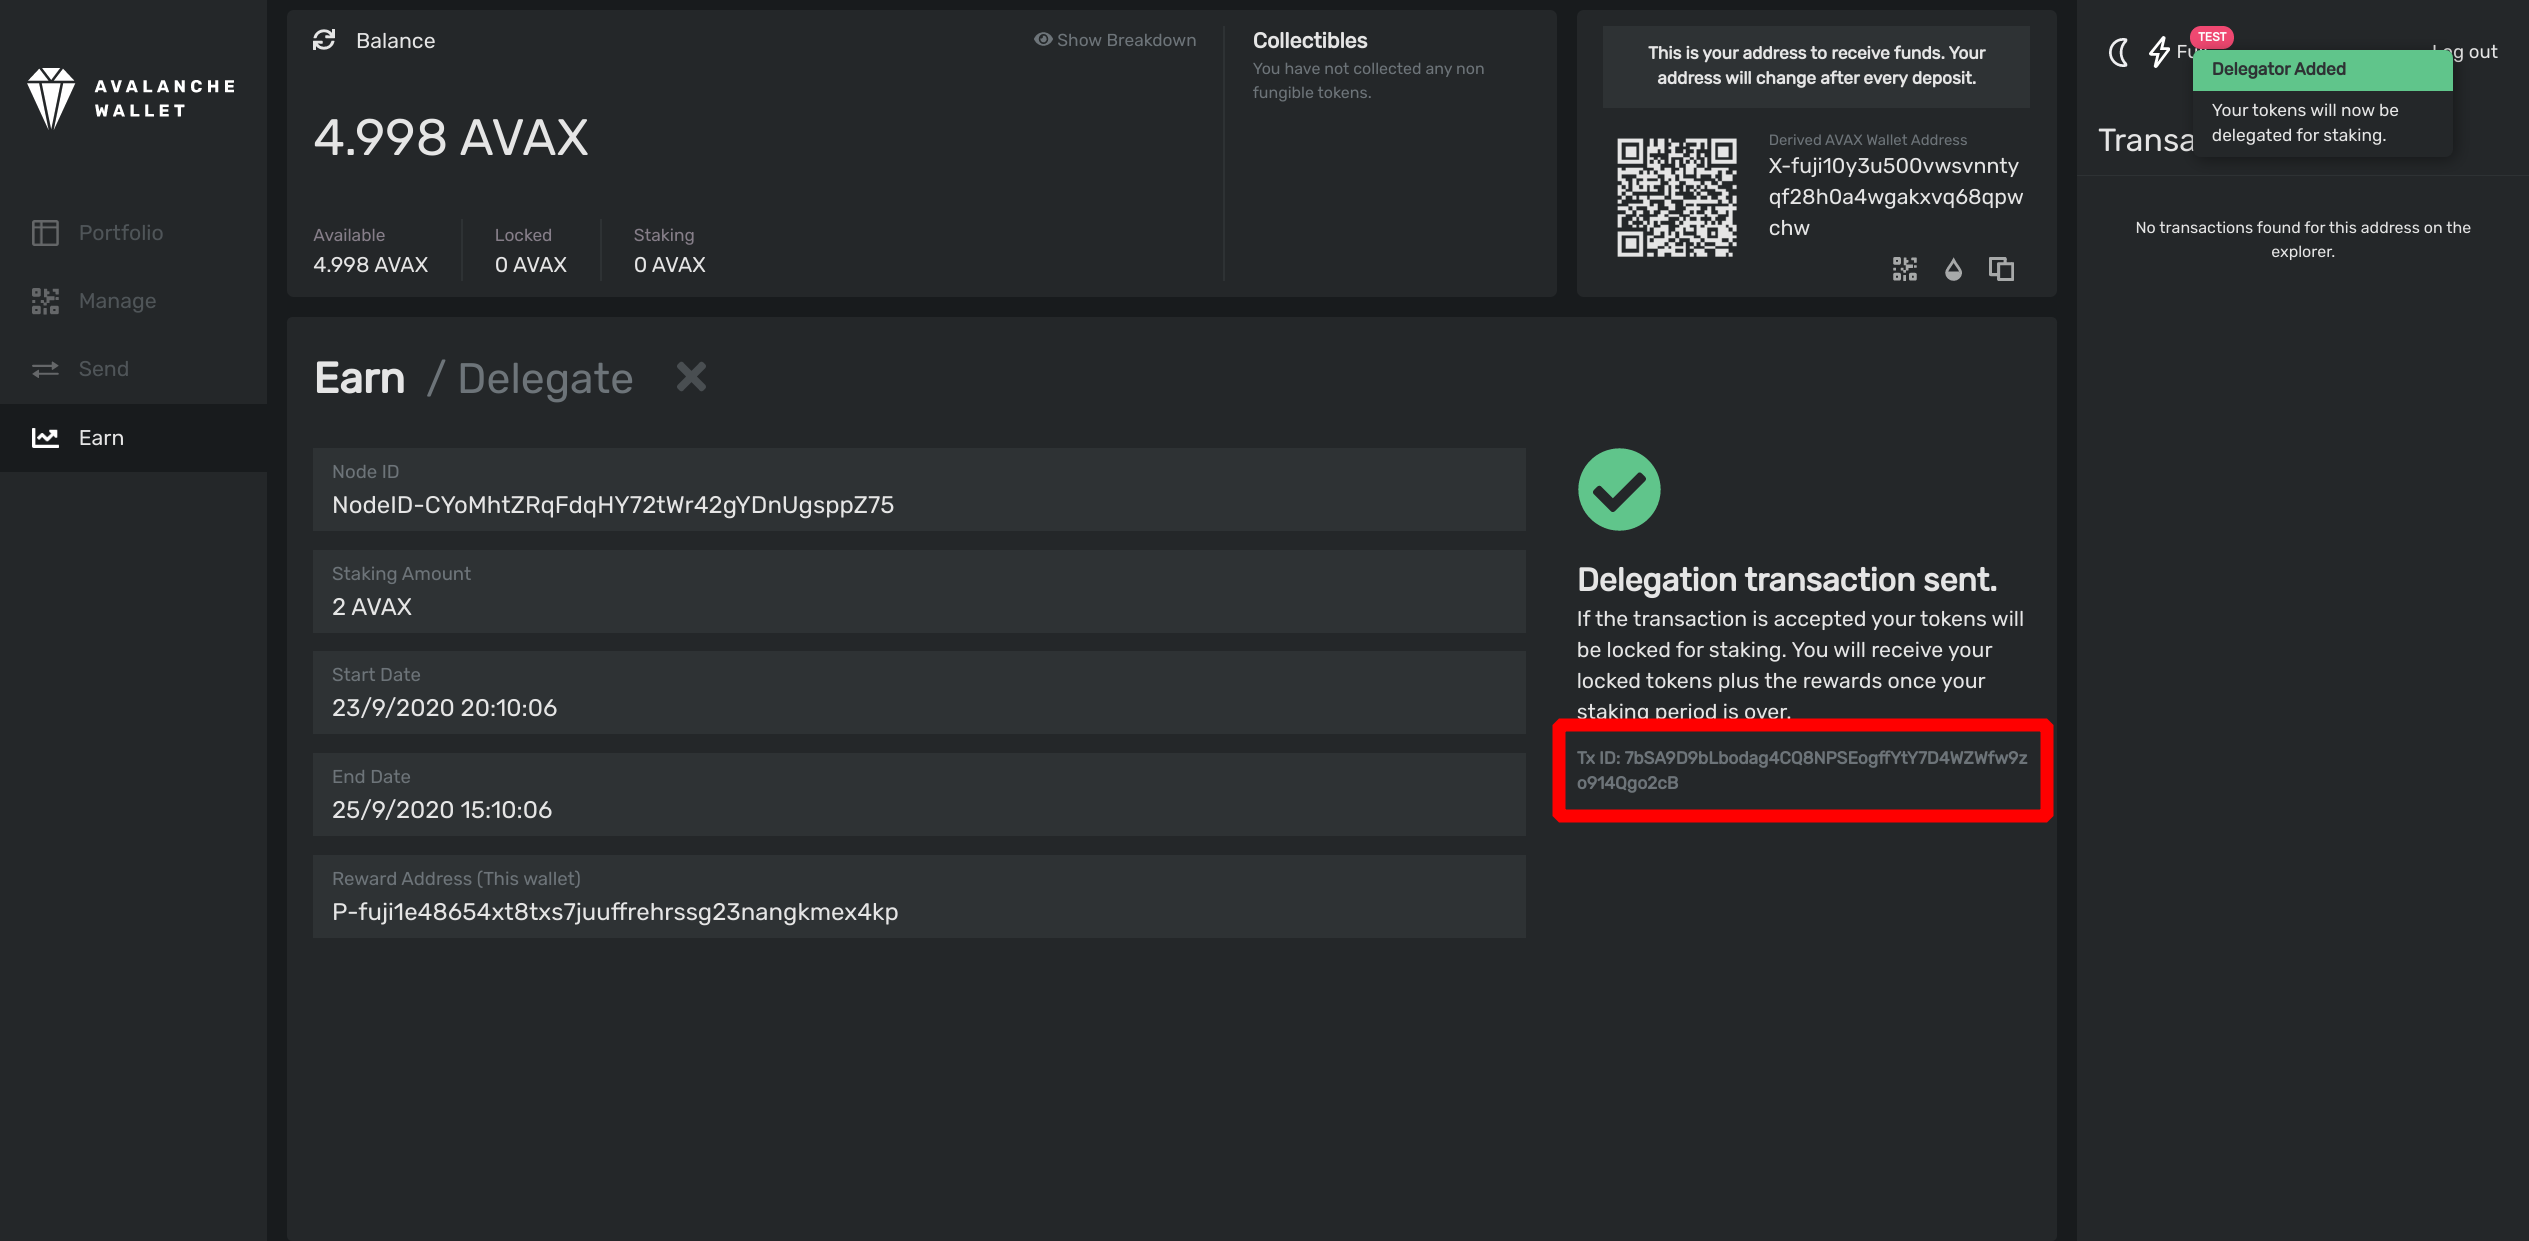 AVALANCHE
WALLET
Portfolio
Manage
Send
Earn
Balance
Show Breakdown
4.998 AVAX
Available
4.998 AVAX
Locked
0 AVAX
Staking
0 AVAX
Collectibles
You have not collected any non
fungible tokens.
This is your address to receive funds. Your
address will change after every deposit.
Derived AVAX Wallet Address
X-fuji10y3u500vwsvnnty
qf28h0a4wgakxvq68qpw
chw
Earn / Delegate
Node ID
NodeID-CYoMhtZRqFdqHY72tWr42gYDnUgsppZ75
Staking Amount
2 AVAX
Start Date
23/9/2020 20:10:06
End Date
25/9/2020 15:10:06
Reward Address (This wallet)
P-fuji1e48654xt8txs7juuffrehrssg23nangkmex4kp
Delegation transaction sent.
If the transaction is accepted your tokens will
be locked for staking. You will receive your
locked tokens plus the rewards once your
staking period is over.
Tx ID: 7bSA9D9bLbodag4CQ8NPSEogffYtY7D4WZWfw9z
o914Qgo2cB
TEST
Log out
Delegator Added
Your tokens will now be
delegated for staking.
No transactions found for this address on the
explorer.